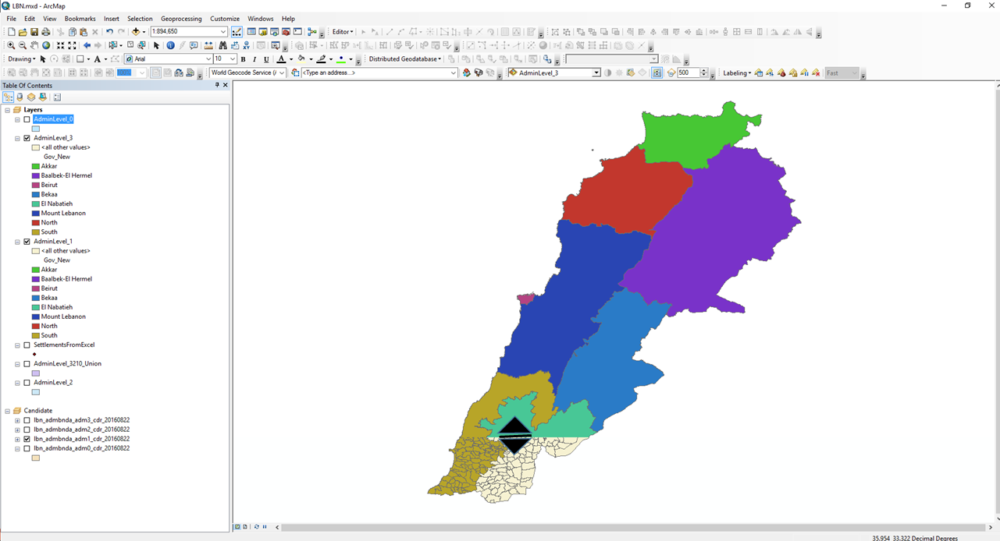 LBN.mxd - ArcMap
File Edit View Bookmarks Insert Selection Geoprocessing Customize Windows Help
1:894,650
Editor
Drawing
A
Arial
10
B I U A
Distributed Geodatabase
World Geocode Service (
<Type an address...>
AdminLevel_3
500
Labeling
Fast
Table Of Contents
Layers
AdminLevel_0
AdminLevel_3
<all other values>
Gov_New
Akkar
Baalbek-El Hermel
Beirut
Bekaa
El Nabatieh
Mount Lebanon
North
South
AdminLevel_1
<all other values>
Gov_New
Akkar
Baalbek-El Hermel
Beirut
Bekaa
El Nabatieh
Mount Lebanon
North
South
SettlementsFromExcel
AdminLevel_3210_Union
AdminLevel_2
Candidate
lbn_admbnda_adm3_cdr_20160822
lbn_admbnda_adm2_cdr_20160822
lbn_admbnda_adm1_cdr_20160822
lbn_admbnda_adm0_cdr_20160822
35.954 33.322 Decimal Degrees